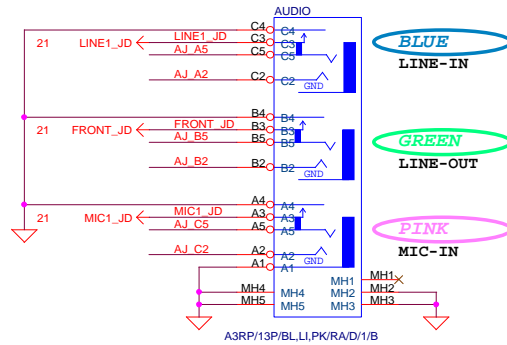 AUDIO
C4 C4
21 LINE1_JD LINE1_JD C3 C3
AJ_A5 C5 C5
AJ_A2 C2 C2
GND
BLUE
LINE-IN
B4 B4
21 FRONT_JD FRONT_JD B3 B3
AJ_B5 B5 B5
AJ_B2 B2 B2
GND
GREEN
LINE-OUT
A4 A4
21 MIC1_JD MIC1_JD A3 A3
AJ_C5 A5 A5
AJ_C2 A2 A2
GND
A1 A1
PINK
MIC-IN
MH1 MH1
MH4 MH4 MH2 MH2
MH5 MH5 MH3 MH3
A3RP/13P/BL,LI,PK/RA/D/1/B